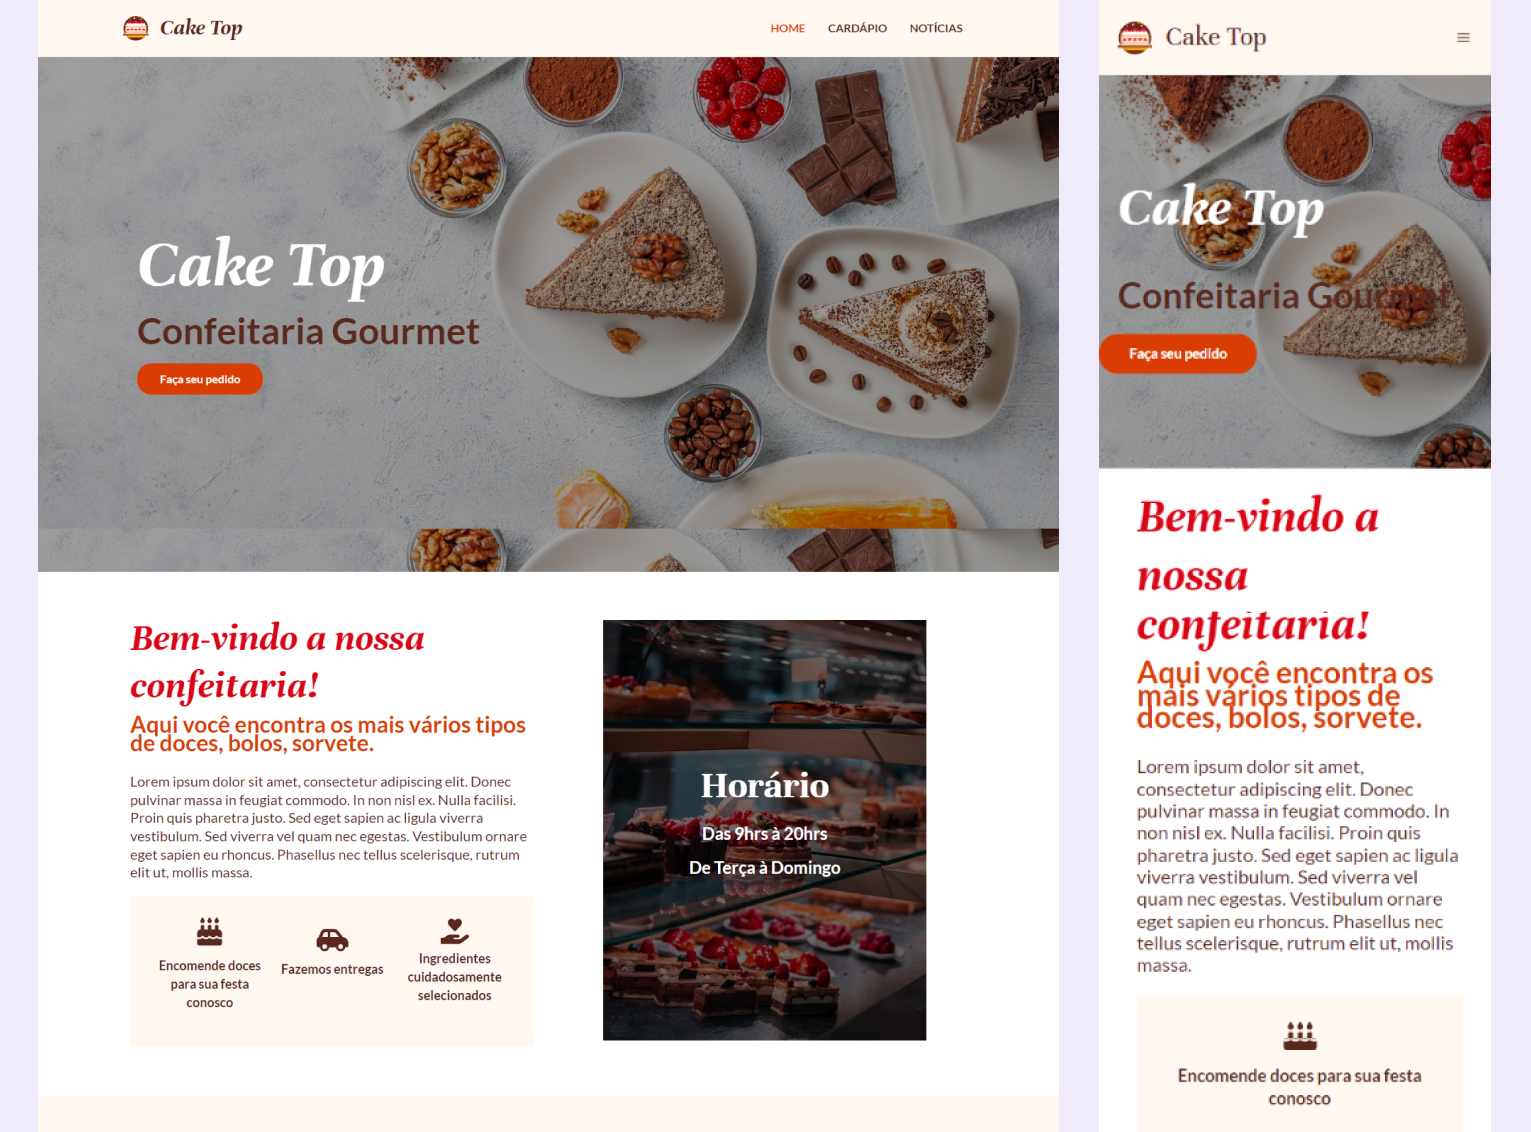 Cake Top
HOME CARDÁPIO NOTÍCIAS
Cake Top
Confeitaria Gourmet
Faça seu pedido
Bem-vindo a nossa
confeitaria!
Aqui você encontra os mais vários tipos
de doces, bolos, sorvete.
Lorem ipsum dolor sit amet, consectetur adipiscing elit. Donec
pulvinar massa in feugiat commodo. In non nisl ex. Nulla facilisi.
Proin quis pharetra justo. Sed eget sapien ac ligula viverra
vestibulum. Sed viverra vel quam nec egestas. Vestibulum ornare
eget sapien eu rhoncus. Phasellus nec tellus scelerisque, rutrum
elit ut, mollis massa.
Encomende doces
para sua festa
conosco
Fazemos entregas
Ingredientes
cuidadosamente
selecionados
Horário
Das 9hrs à 20hrs
De Terça à Domingo
Cake Top
Cake Top
Confeitaria Gourmet
Faça seu pedido
Bem-vindo a
nossa
confeitaria!
Aqui você encontra os
mais vários tipos de
doces, bolos, sorvete.
Lorem ipsum dolor sit amet,
consectetur adipiscing elit. Donec
pulvinar massa in feugiat commodo. In
non nisl ex. Nulla facilisi. Proin quis
pharetra justo. Sed eget sapien ac ligula
viverra vestibulum. Sed viverra vel
quam nec egestas. Vestibulum ornare
eget sapien eu rhoncus. Phasellus nec
tellus scelerisque, rutrum elit ut, mollis
massa.
Encomende doces para sua festa
conosco